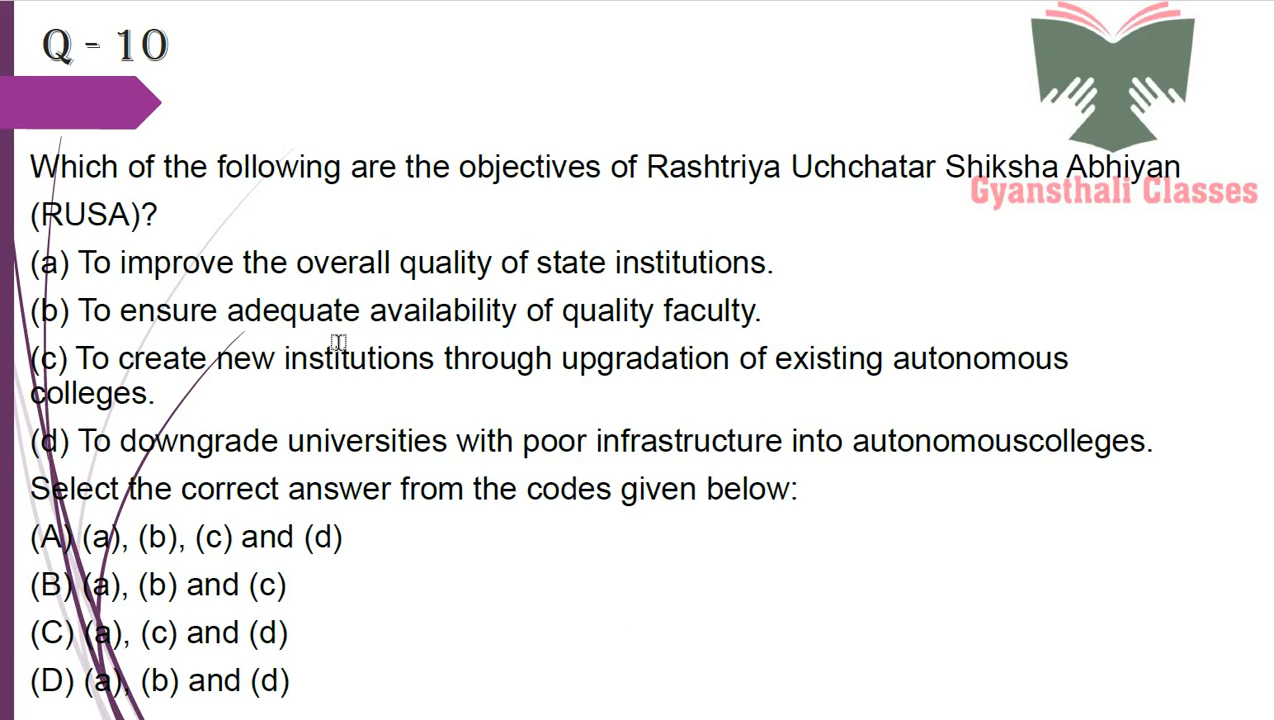 Q - 10
Which of the following are the objectives of Rashtriya Uchchatar Shiksha Abhiyan
Gyansthali Classes
(RUSA)?
(a) To improve the overall quality of state institutions.
(b) To ensure adequate availability of quality faculty.
(c) To create new institutions through upgradation of existing autonomous
colleges.
(d) To downgrade universities with poor infrastructure into autonomouscolleges.
Select the correct answer from the codes given below:
(A) (a), (b), (c) and (d)
(B) (a), (b) and (c)
(C) (a), (c) and (d)
(D) (a), (b) and (d)